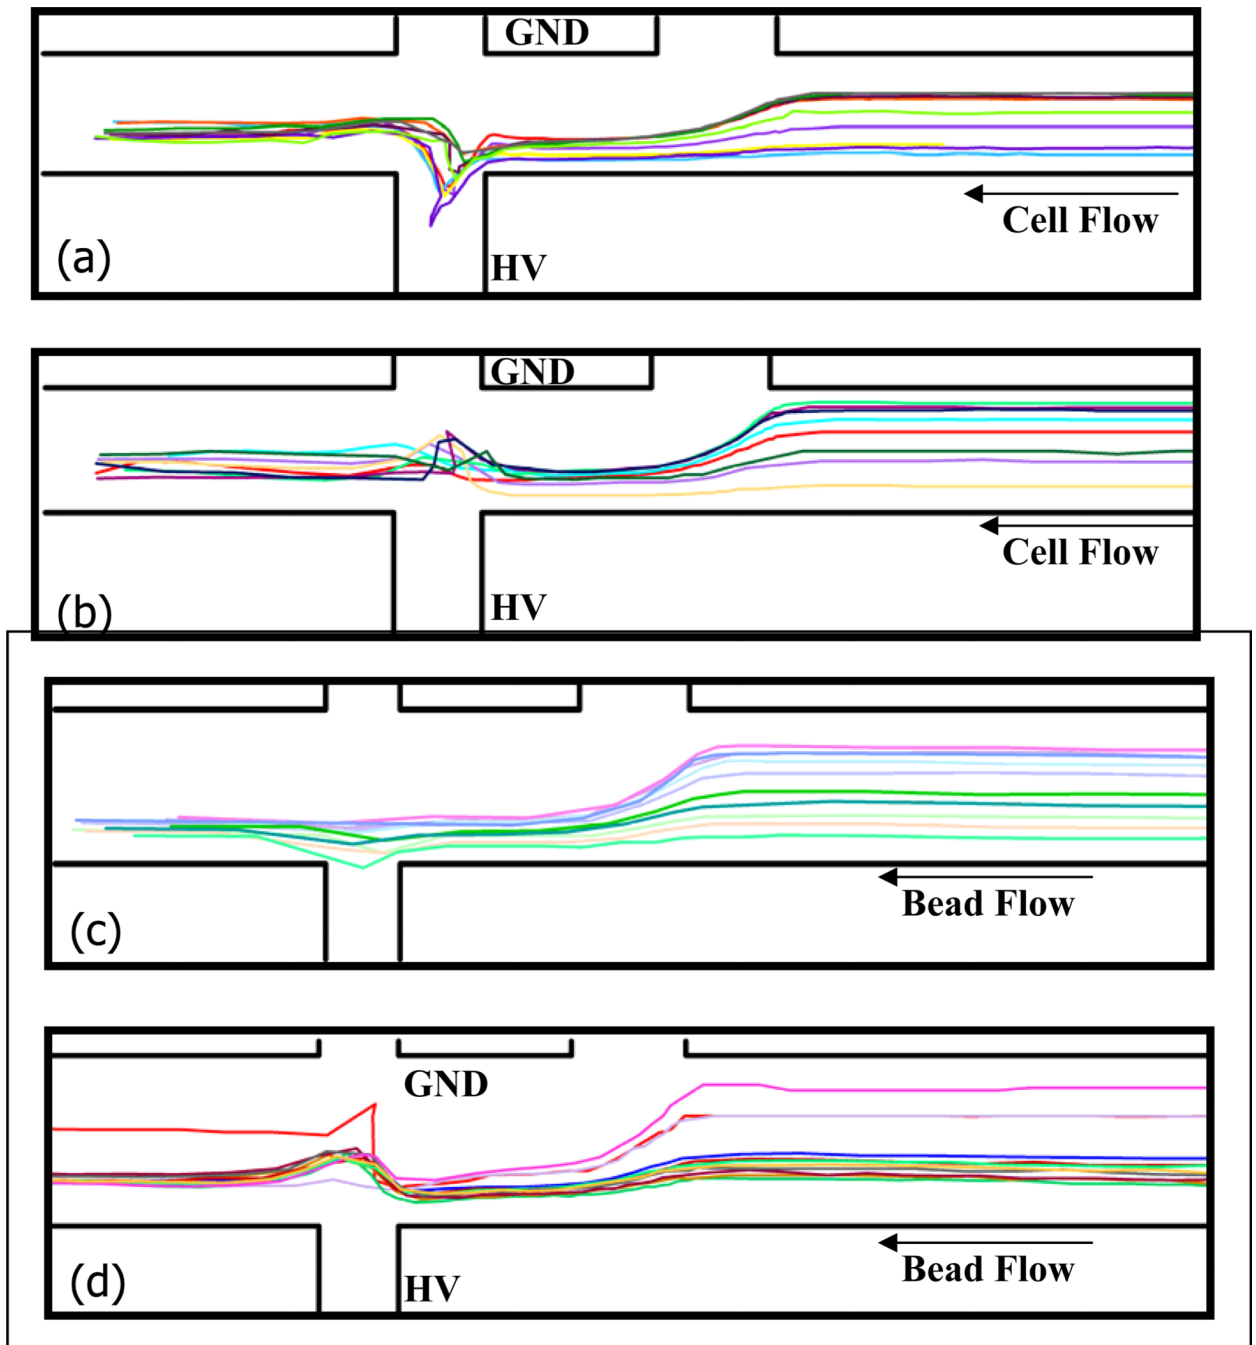 GND
Cell Flow
(a)
HV
GND
Cell Flow
(b)
HV
Bead Flow
(c)
GND
Bead Flow
(d)
HV